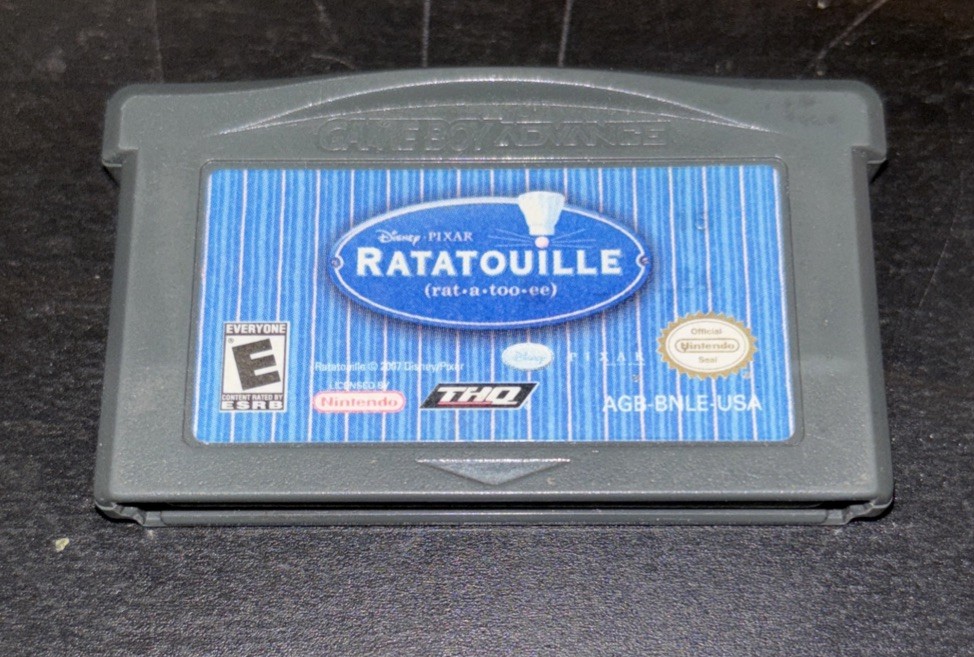 GAME BOY ADVANCE
Disney · PIXAR
RATATOUILLE
(rat•a•too•ee)
EVERYONE
E
CONTENT RATED BY
ESRB
Ratatouille © 2007 Disney/Pixar
LICENSED BY
Nintendo
THQ
Disney
PIXAR
Official
Nintendo
Seal
AGB-BNLE-USA